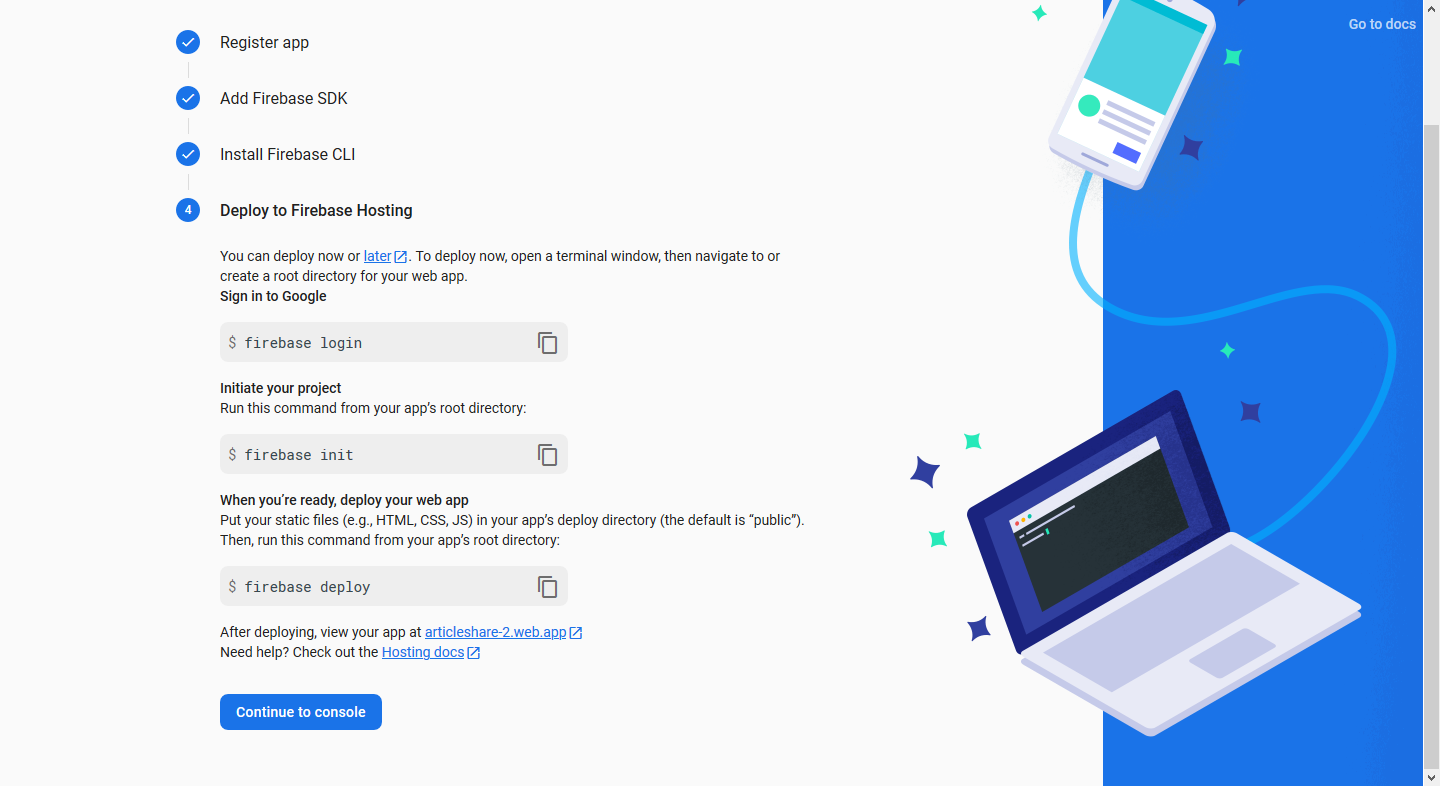 Go to docs
Register app
Add Firebase SDK
Install Firebase CLI
4
Deploy to Firebase Hosting
You can deploy now or later. To deploy now, open a terminal window, then navigate to or
create a root directory for your web app.
Sign in to Google
$ firebase login
Initiate your project
Run this command from your app’s root directory:
$ firebase init
When you’re ready, deploy your web app
Put your static files (e.g., HTML, CSS, JS) in your app’s deploy directory (the default is “public”).
Then, run this command from your app’s root directory:
$ firebase deploy
After deploying, view your app at articleshare-2.web.app
Need help? Check out the Hosting docs
Continue to console